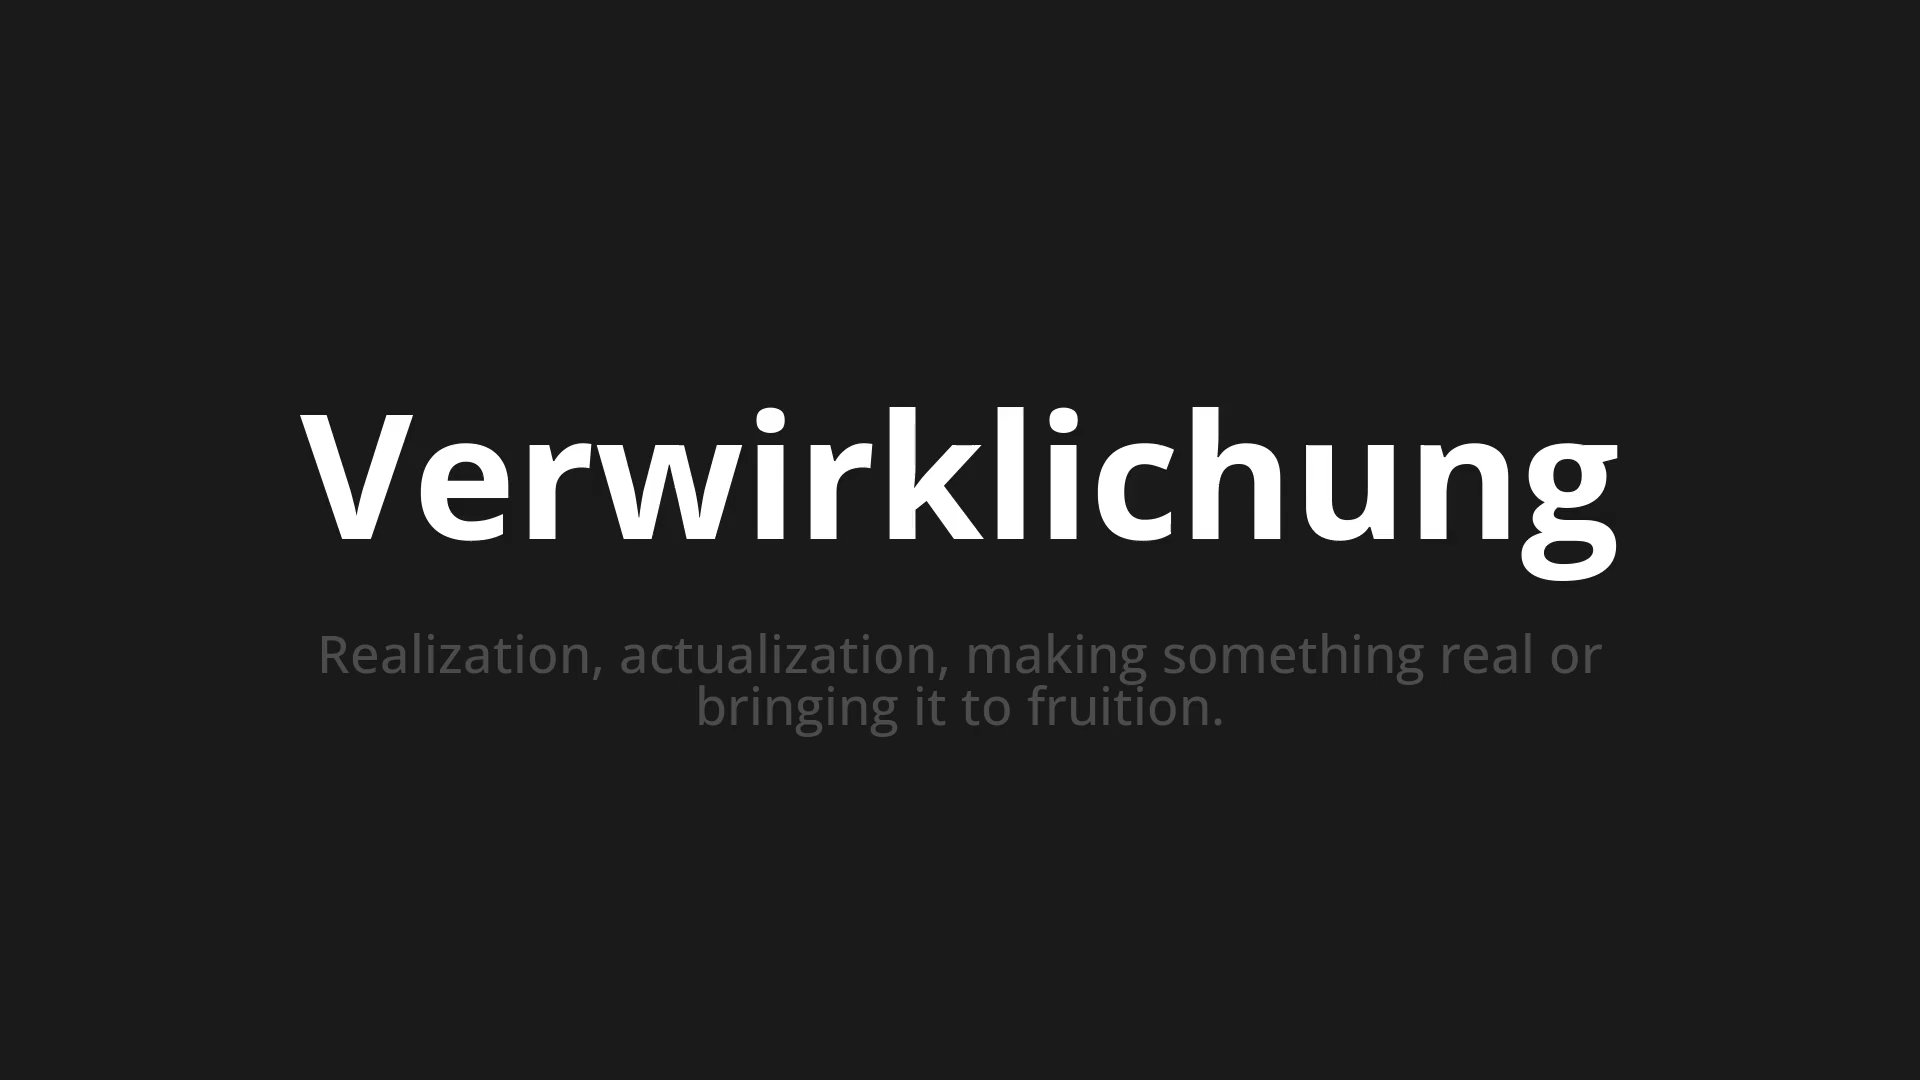 Verwirklichung
Realization, actualization, making something real or
bringing it to fruition.